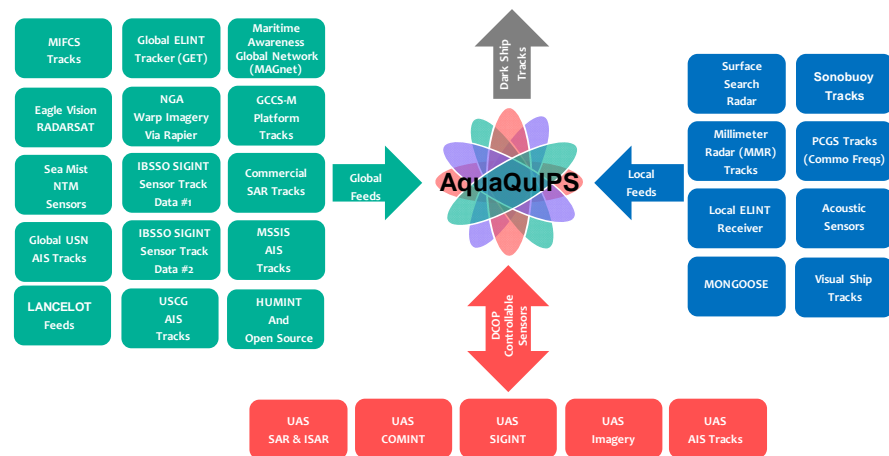 MIFCS
Tracks
Global ELINT
Tracker (GET)
Maritime
Awareness
Global Network
(MAGnet)
Eagle Vision
RADARSAT
NGA
Warp Imagery
Via Rapier
GCCS-M
Platform
Tracks
Sea Mist
NTM
Sensors
IBSSO SIGINT
Sensor Track
Data #1
Commercial
SAR Tracks
Global USN
AIS Tracks
IBSSO SIGINT
Sensor Track
Data #2
MSSIS
AIS
Tracks
LANCELOT
Feeds
USCG
AIS
Tracks
HUMINT
And
Open Source
Global
Feeds
Dark Ship
Tracks
AquaQuIPS
Local
Feeds
Surface
Search
Radar
Sonobuoy
Tracks
Millimeter
Radar (MMR)
Tracks
PCGS Tracks
(Commo Freqs)
Local ELINT
Receiver
Acoustic
Sensors
MONGOOSE
Visual Ship
Tracks
DCOP
Controllable
Sensors
UAS
SAR & ISAR
UAS
COMINT
UAS
SIGINT
UAS
Imagery
UAS
AIS Tracks